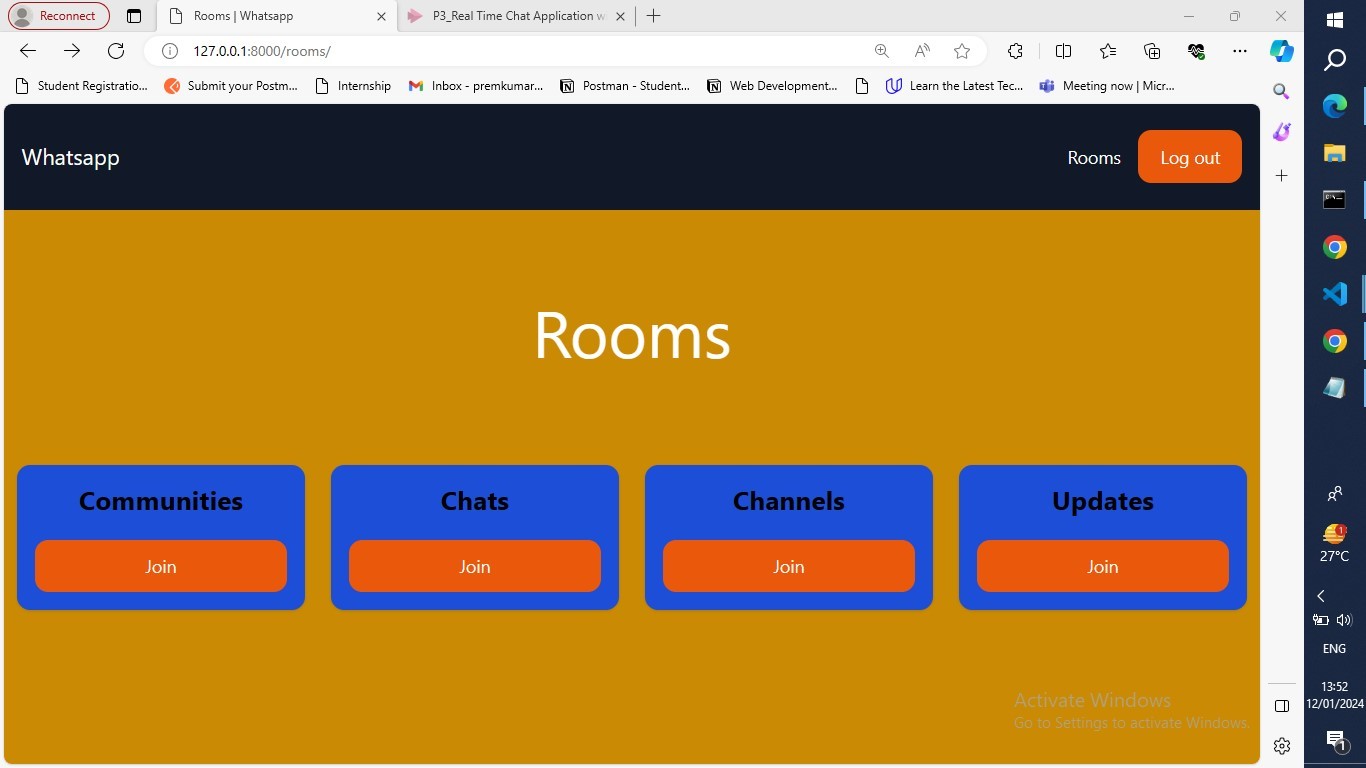 Reconnect
Rooms | Whatsapp
P3_Real Time Chat Application w
127.0.0.1:8000/rooms/
Student Registratio...
Submit your Postm...
Internship
Inbox - premkumar...
Postman - Student...
Web Development...
Learn the Latest Tec...
Meeting now | Micr...
Whatsapp
Rooms
Log out
Rooms
Communities
Chats
Channels
Updates
Join
Join
Join
Join
Activate Windows
Go to Settings to activate Windows.
1
27°C
ENG
13:52
12/01/2024
1